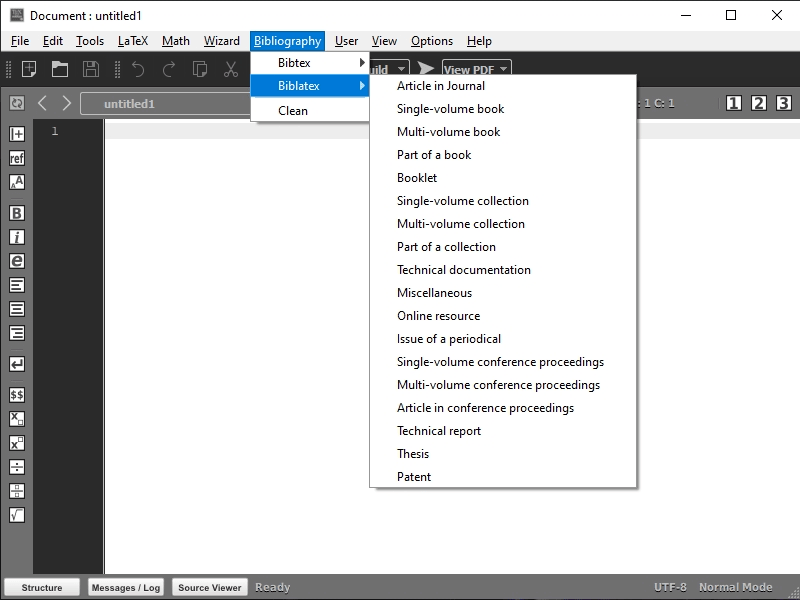 Document : untitled1
File Edit Tools LaTeX Math Wizard Bibliography User View Options Help
Bibtex
Biblatex
Clean
uild View PDF
untitled1
: 1 C: 1
1 2 3
Article in Journal
Single-volume book
Multi-volume book
Part of a book
Booklet
Single-volume collection
Multi-volume collection
Part of a collection
Technical documentation
Miscellaneous
Online resource
Issue of a periodical
Single-volume conference proceedings
Multi-volume conference proceedings
Article in conference proceedings
Technical report
Thesis
Patent
1
ref
B
i
e
$$
Structure Messages / Log Source Viewer Ready UTF-8 Normal Mode